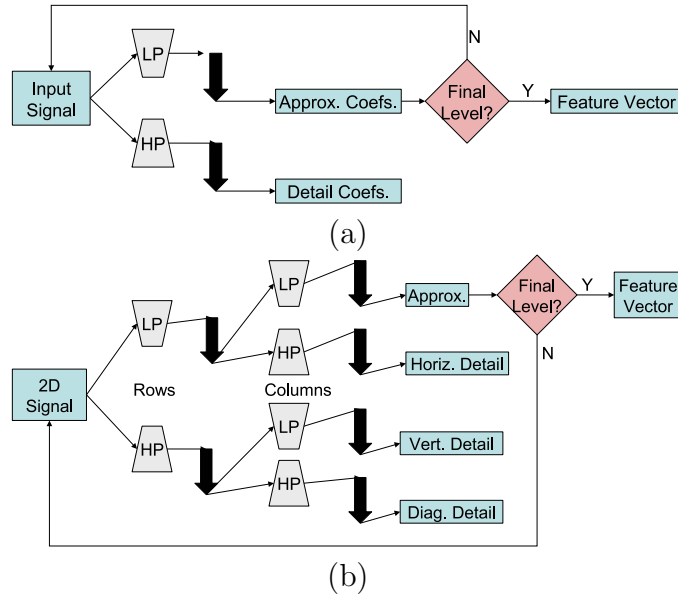 N
LP
Input
Signal
Approx. Coefs.
Final
Level?
Y
Feature Vector
HP
Detail Coefs.
(a)
LP
LP
Approx.
Final
Level?
Y
Feature
Vector
N
HP
Horiz. Detail
2D
Signal
Rows
Columns
HP
LP
Vert. Detail
HP
Diag. Detail
(b)